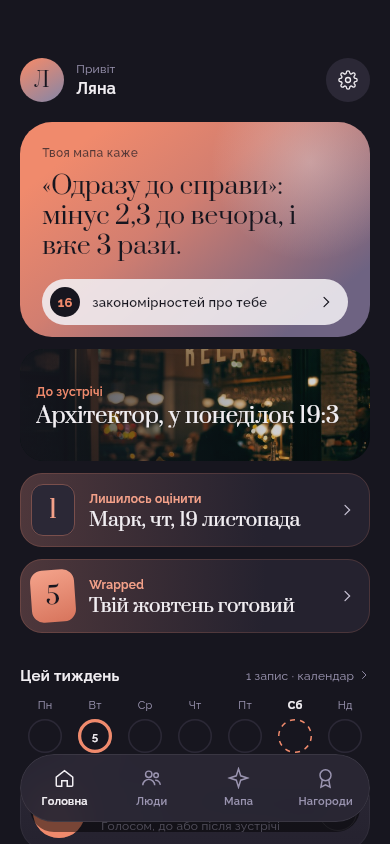 Л
Привіт
Ляна
Твоя мапа каже
«Одразу до справи»:
мінус 2,3 до вечора, і
вже 3 рази.
16 закономірностей про тебе
RELAX
До зустрічі
Архітектор, у понеділок 19:3
1
Лишилось оцінити
Марк, чт, 19 листопада
5
Wrapped
Твій жовтень готовий
Цей тиждень
1 запис · календар
Пн Вт Ср Чт Пт Сб Нд
5
Головна Люди Мапа Нагороди
Голосом, до або після зустрічі